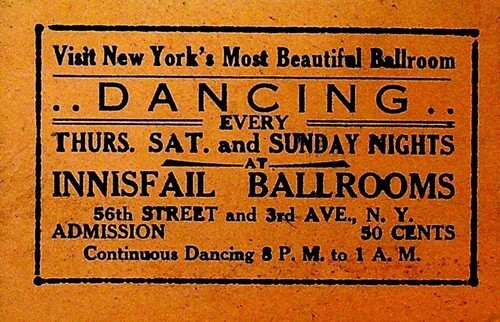 Visit New York's Most Beautiful Ballroom
..DANCING..
EVERY
THURS. SAT. and SUNDAY NIGHTS
AT
INNISFAIL BALLROOMS
56th STREET and 3rd AVE., N. Y.
ADMISSION 50 CENTS
Continuous Dancing 8 P. M. to 1 A. M.